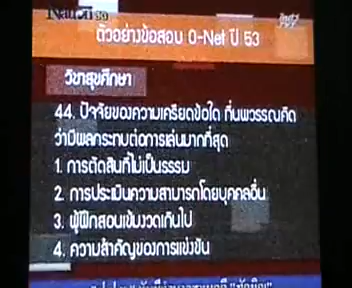 Nation
ตัวอย่างข้อสอบ O-Net ปี 53
วิชาสุขศึกษา
44. ปัจจัยของความเครียดข้อใด ที่นพวรรณคิด
ว่ามีผลกระทบต่อการเล่นมากที่สุด
1. การตัดสินที่ไม่เป็นธรรม
2. การประเมินความสามารถโดยบุคคลอื่น
3. ผู้ฝึกสอนเข้มงวดเกินไป
4. ความสำคัญของการแข่งขัน